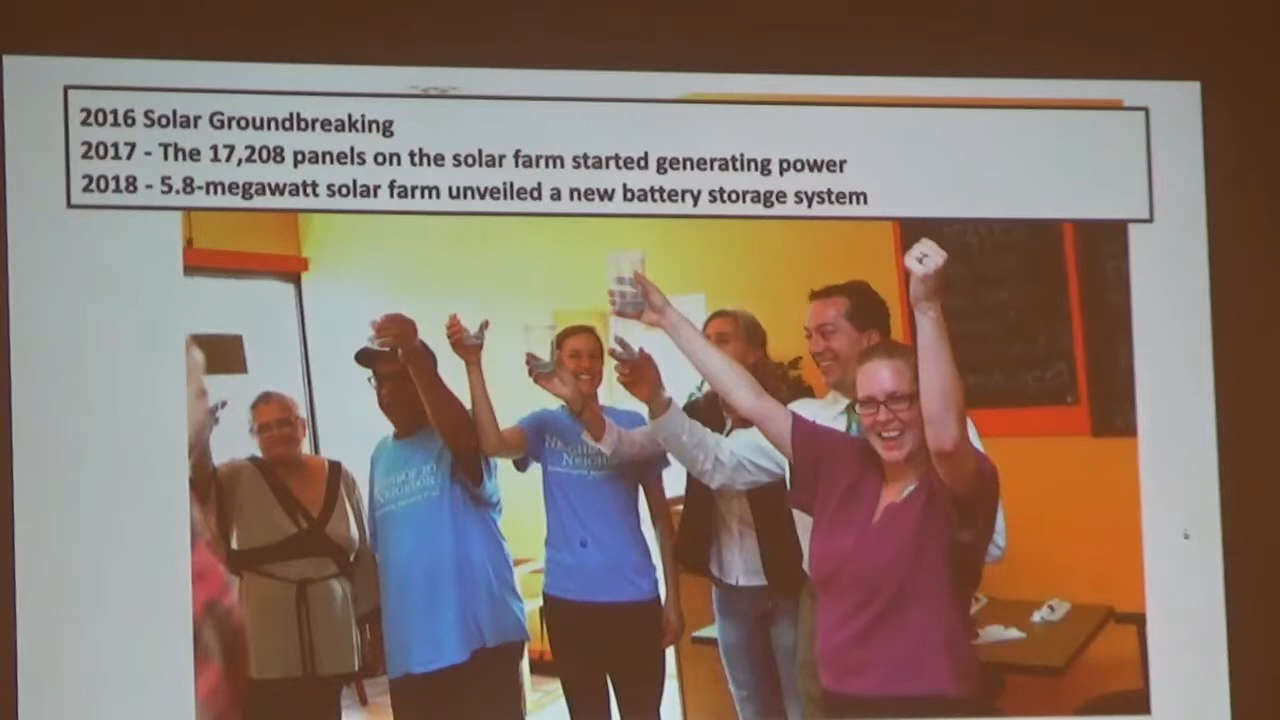 2016 Solar Groundbreaking
2017 - The 17,208 panels on the solar farm started generating power
2018 - 5.8-megawatt solar farm unveiled a new battery storage system
NEIGHBOR